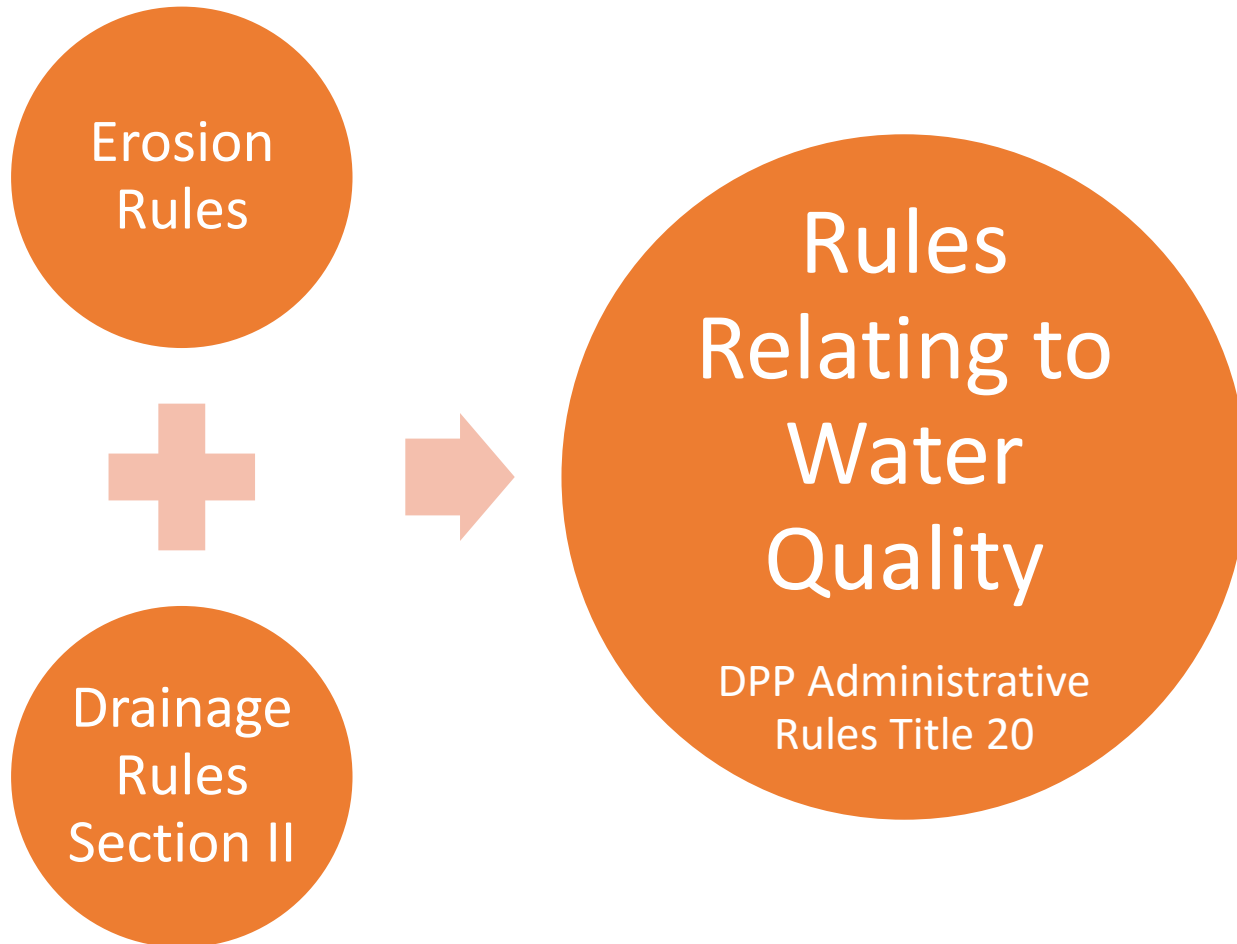 Erosion
Rules
Drainage
Rules
Section II
Rules
Relating to
Water
Quality
DPP Administrative
Rules Title 20